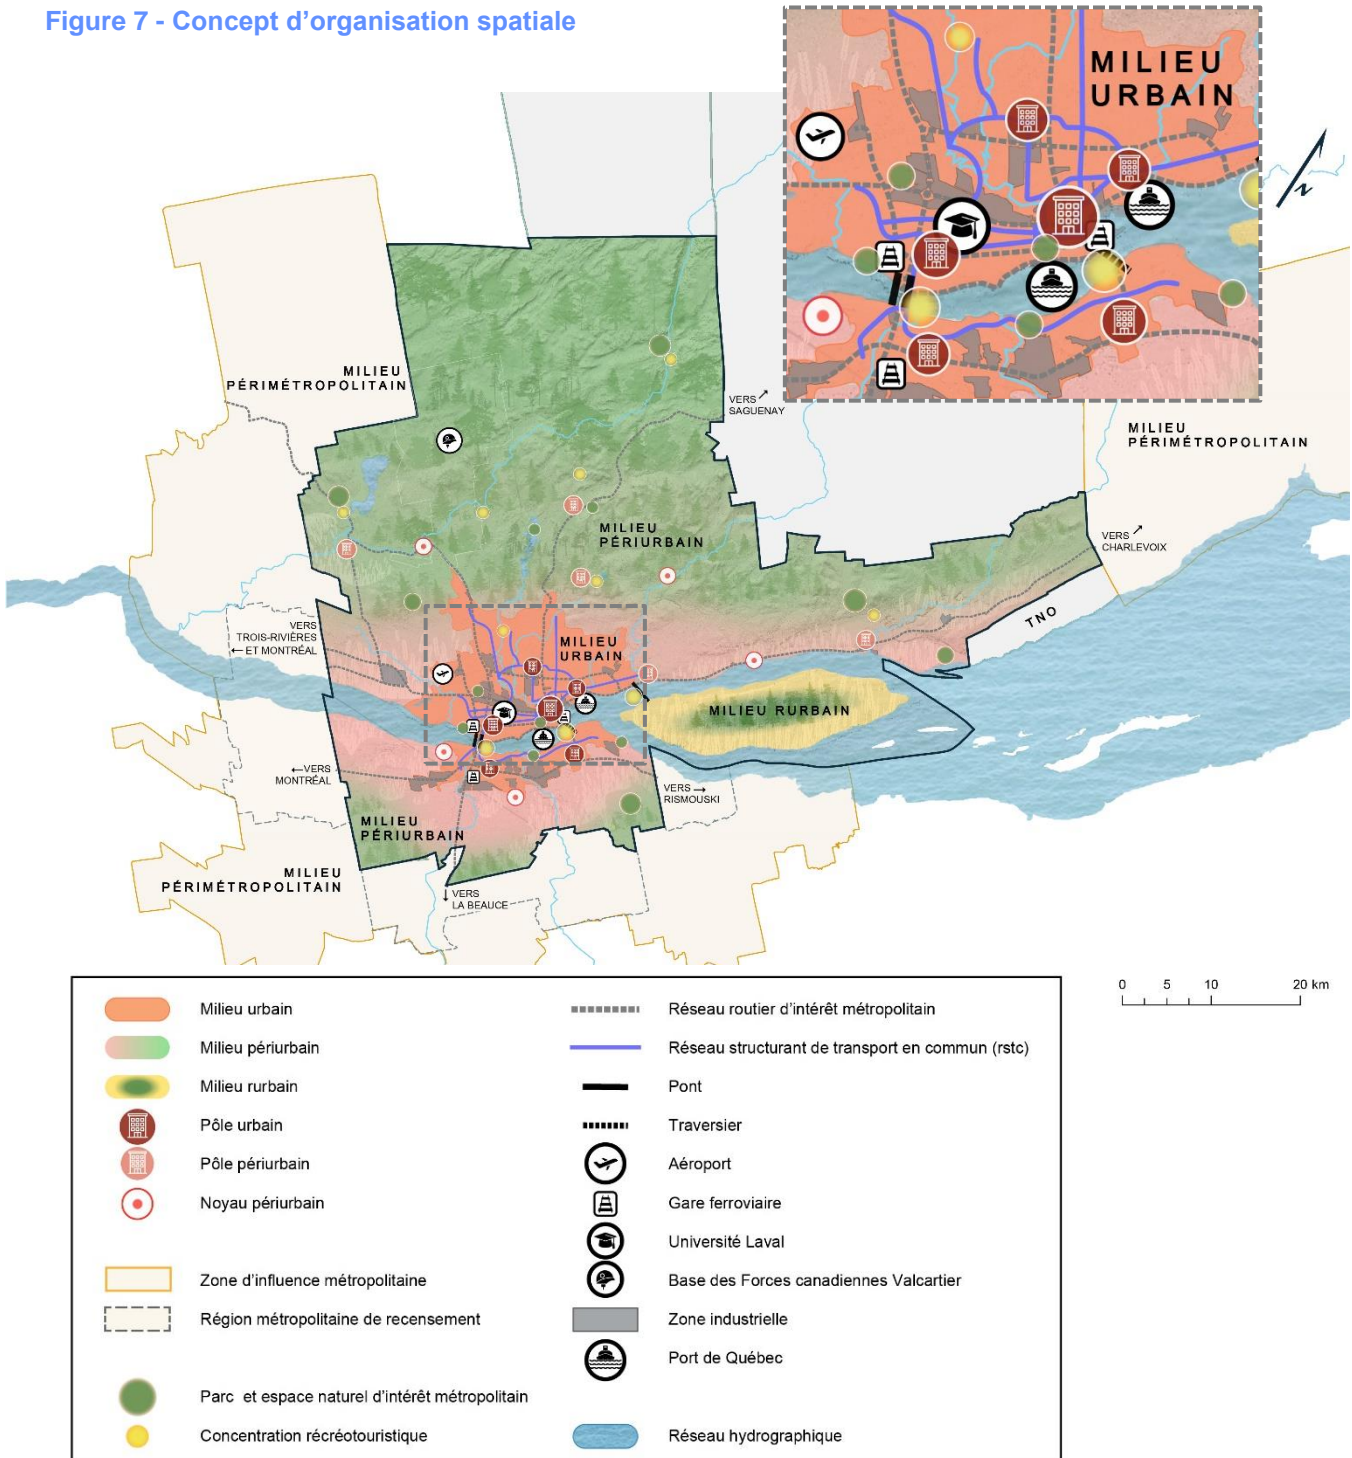 Figure 7 - Concept d’organisation spatiale
MILIEU
URBAIN
N
MILIEU
PÉRIMÉTROPOLITAIN
VERS
SAGUENAY
MILIEU
PÉRIMÉTROPOLITAIN
MILIEU
PÉRIURBAIN
VERS
CHARLEVOIX
TNO
VERS
TROIS-RIVIÈRES
← ET MONTRÉAL
MILIEU
URBAIN
MILIEU RURBAIN
←VERS
MONTRÉAL
VERS →
RISMOUSKI
MILIEU
PÉRIURBAIN
MILIEU
PÉRIMÉTROPOLITAIN
VERS
LA BEAUCE
0 5 10 20 km
Milieu urbain
Milieu périurbain
Milieu rurbain
Pôle urbain
Pôle périurbain
Noyau périurbain
Zone d’influence métropolitaine
Région métropolitaine de recensement
Parc et espace naturel d’intérêt métropolitain
Concentration récréotouristique
Réseau routier d’intérêt métropolitain
Réseau structurant de transport en commun (rstc)
Pont
Traversier
Aéroport
Gare ferroviaire
Université Laval
Base des Forces canadiennes Valcartier
Zone industrielle
Port de Québec
Réseau hydrographique